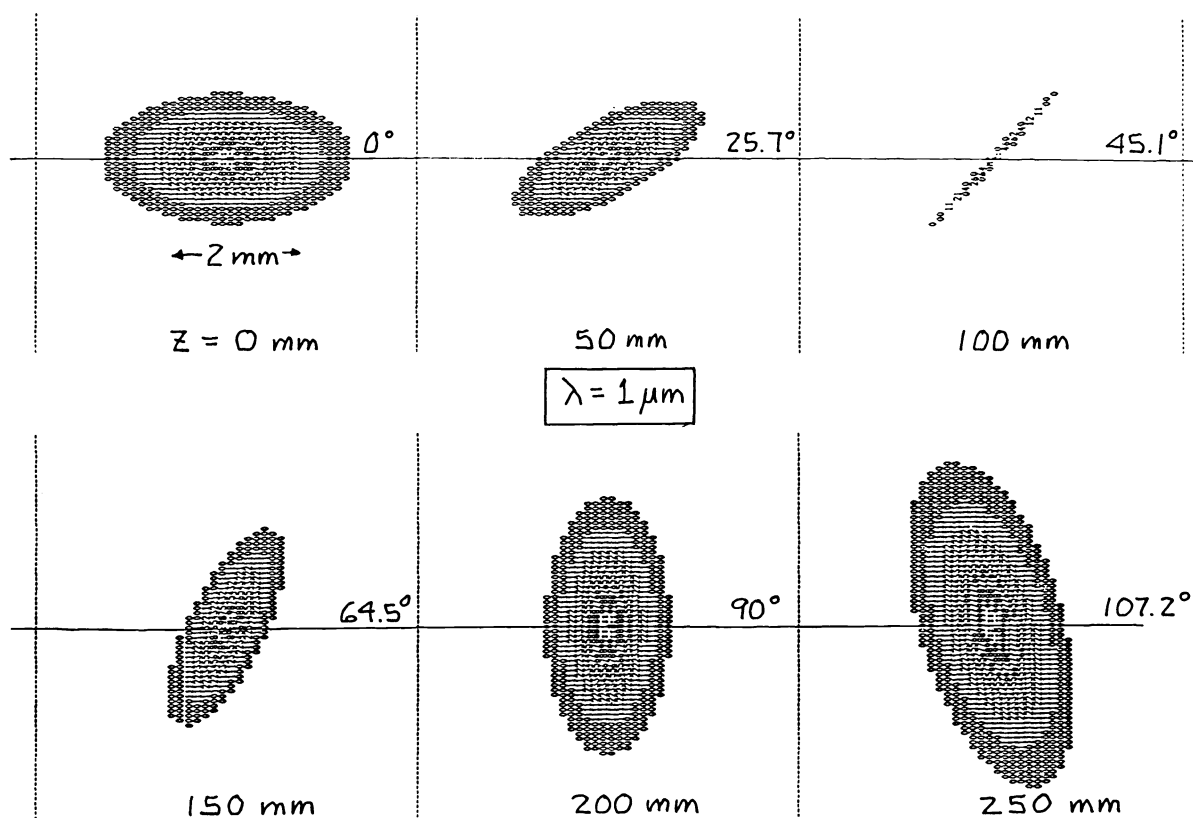 0°
25.7°
45.1°
←2 mm→
Z = 0 mm
50 mm
100 mm
λ = 1 μm
64.5°
90°
107.2°
150 mm
200 mm
250 mm